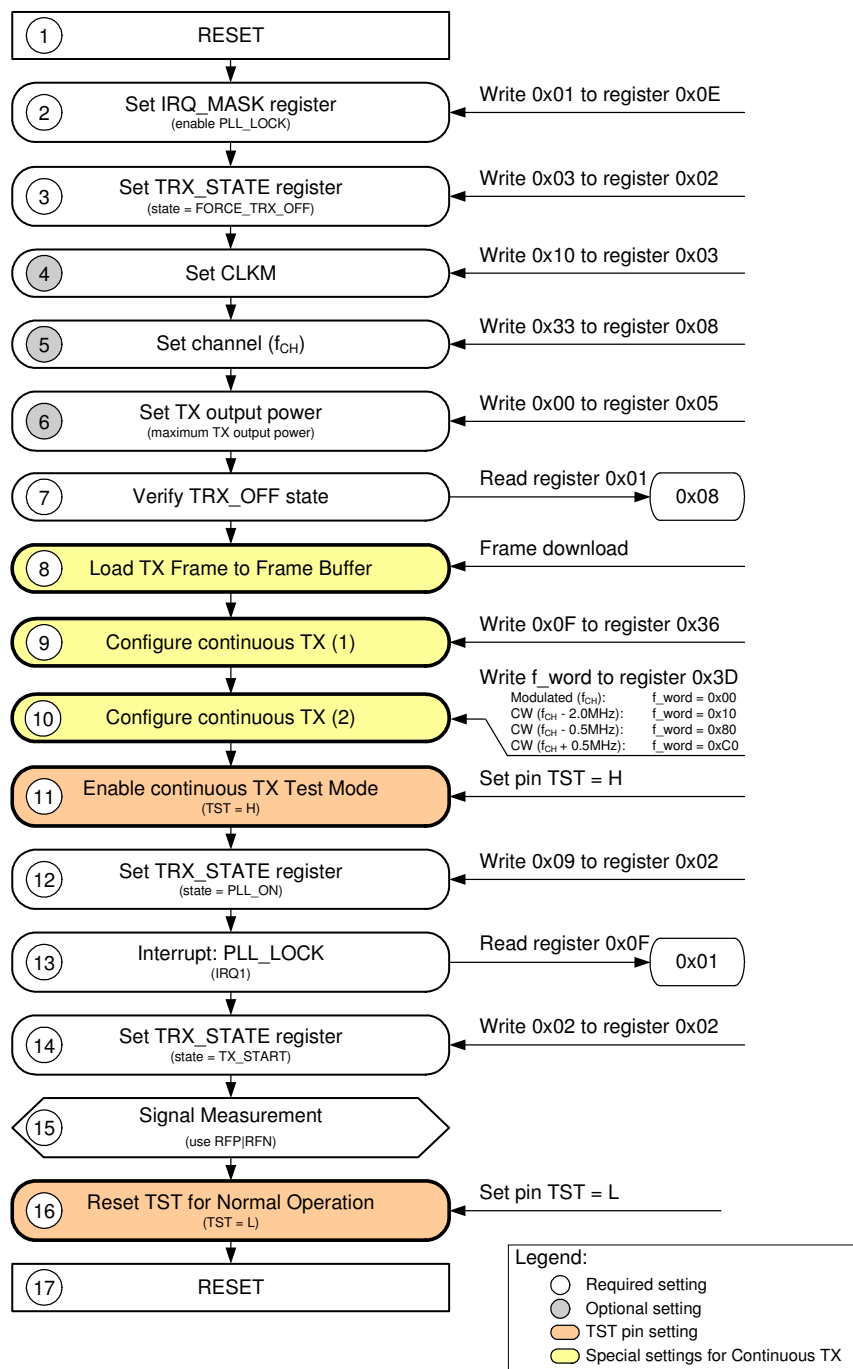 1 RESET
2 Set IRQ_MASK register
(enable PLL_LOCK)
Write 0x01 to register 0x0E
3 Set TRX_STATE register
(state = FORCE_TRX_OFF)
Write 0x03 to register 0x02
4 Set CLKM
Write 0x10 to register 0x03
5 Set channel (fCH)
Write 0x33 to register 0x08
6 Set TX output power
(maximum TX output power)
Write 0x00 to register 0x05
7 Verify TRX_OFF state
Read register 0x01
0x08
8 Load TX Frame to Frame Buffer
Frame download
9 Configure continuous TX (1)
Write 0x0F to register 0x36
10 Configure continuous TX (2)
Write f_word to register 0x3D
Modulated (fCH): f_word = 0x00
CW (fCH - 2.0MHz): f_word = 0x10
CW (fCH - 0.5MHz): f_word = 0x80
CW (fCH + 0.5MHz): f_word = 0xC0
11 Enable continuous TX Test Mode
(TST = H)
Set pin TST = H
12 Set TRX_STATE register
(state = PLL_ON)
Write 0x09 to register 0x02
13 Interrupt: PLL_LOCK
(IRQ1)
Read register 0x0F
0x01
14 Set TRX_STATE register
(state = TX_START)
Write 0x02 to register 0x02
15 Signal Measurement
(use RFP|RFN)
16 Reset TST for Normal Operation
(TST = L)
Set pin TST = L
17 RESET
Legend:
Required setting
Optional setting
TST pin setting
Special settings for Continuous TX